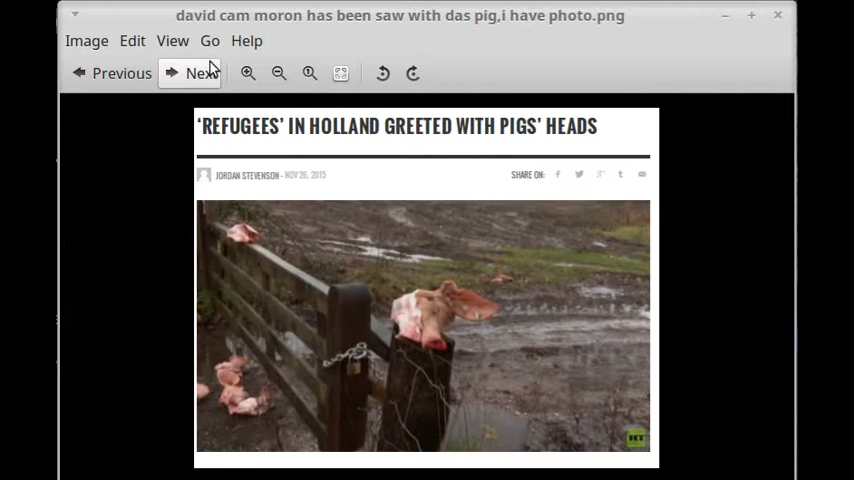 david cam moron has been saw with das pig,i have photo.png
Image Edit View Go Help
Previous Next
‘REFUGEES’ IN HOLLAND GREETED WITH PIGS’ HEADS
JORDAN STEVENSON - NOV 26, 2015 SHARE ON:
RT